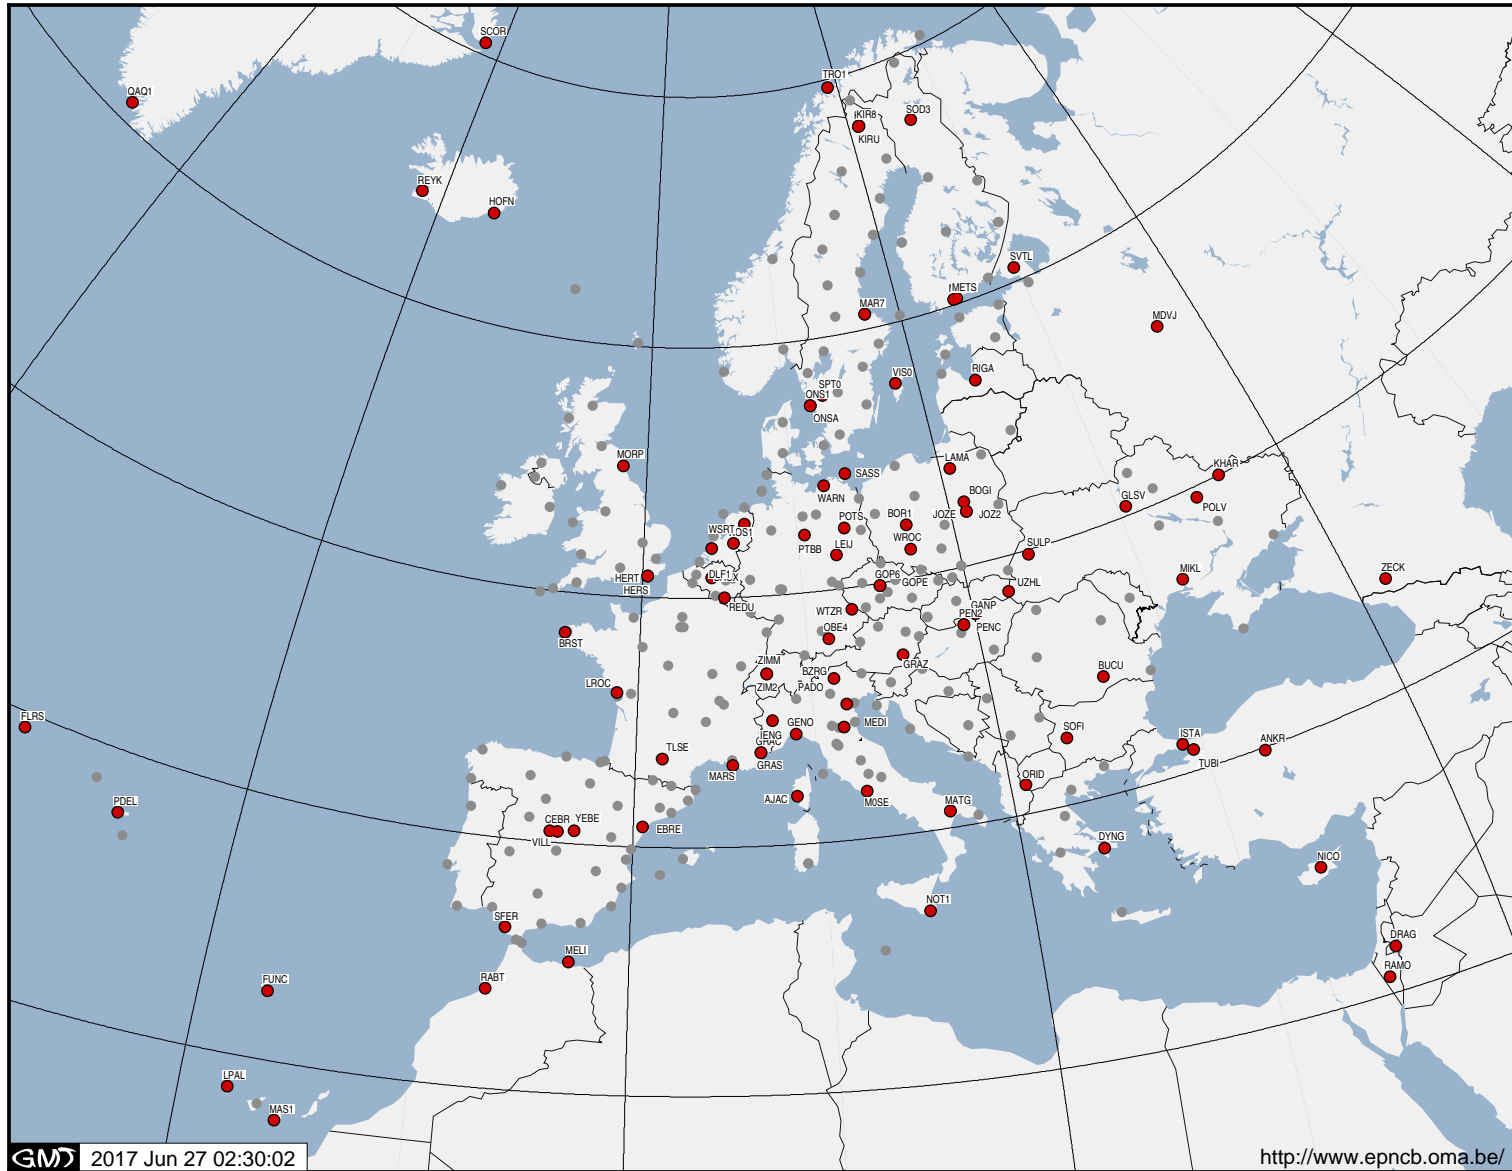 SCOR
QAQ1
TRO1
KIR8
SOD3
KIRU
REYK
HOFN
SVTL
METS
MAR7
MDVJ
RIGA
VIS0
SPT0
ONS1
ONSA
MORP
LAMA
KHAR
SASS
WARN
BOGI
GLSV
POLV
JOZE
JOZ2
BOR1
POTS
WSRT
KOS1
PTBB
LEIJ
WROC
SULP
HERT
HERS
DLF1
REDU
GOP6
GOPE
UZHL
MIKL
ZECK
WTZR
GANP
PEN2
PENC
OBE4
BRST
GRAZ
ZIMM
ZIM2
BZRG
PADO
BUCU
LROC
FLRS
GENO
MEDI
IENG
GRAC
GRAS
SOFI
ISTA
TUBI
ANKR
TLSE
MARS
ORID
AJAC
M0SE
MATG
PDEL
CEBR
YEBE
VILL
EBRE
DYNG
NICO
NOT1
SFER
MELI
DRAG
RAMO
FUNC
RABT
LPAL
MAS1
GMT 2017 Jun 27 02:30:02
http://www.epncb.oma.be/